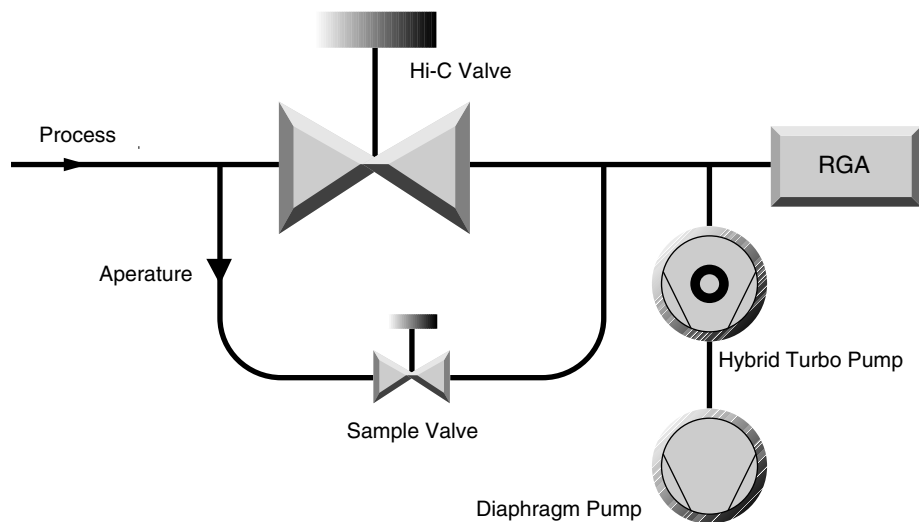 Hi-C Valve
Process
RGA
Aperature
Hybrid Turbo Pump
Sample Valve
Diaphragm Pump